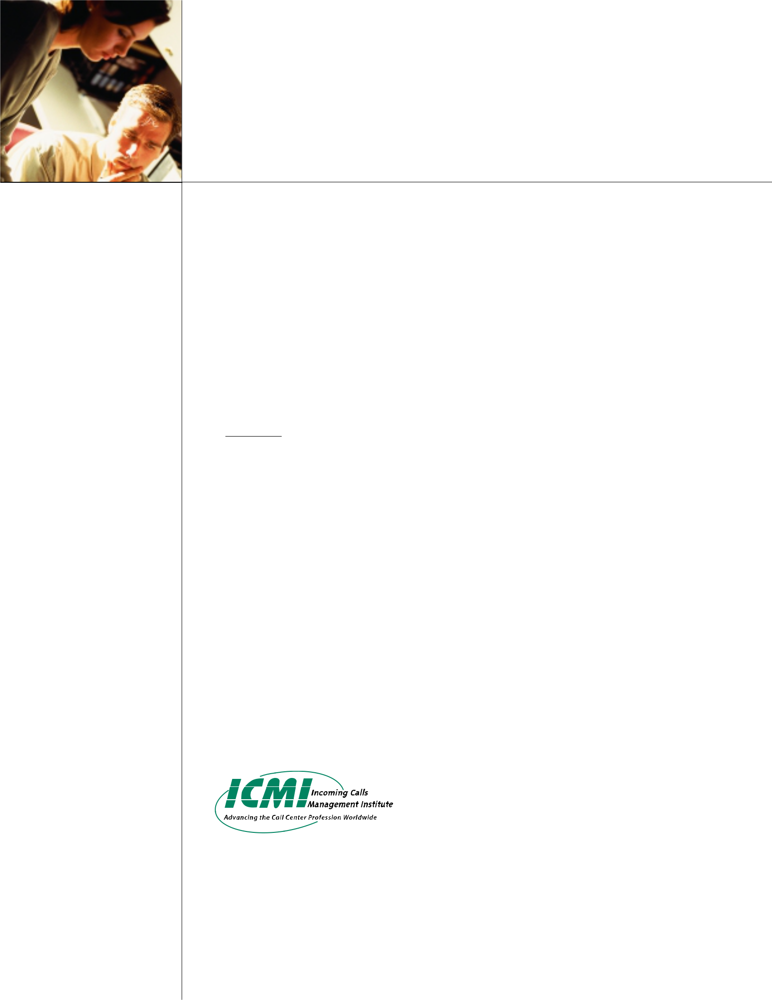 ICMI
Incoming Calls
Management Institute
Advancing the Call Center Profession Worldwide